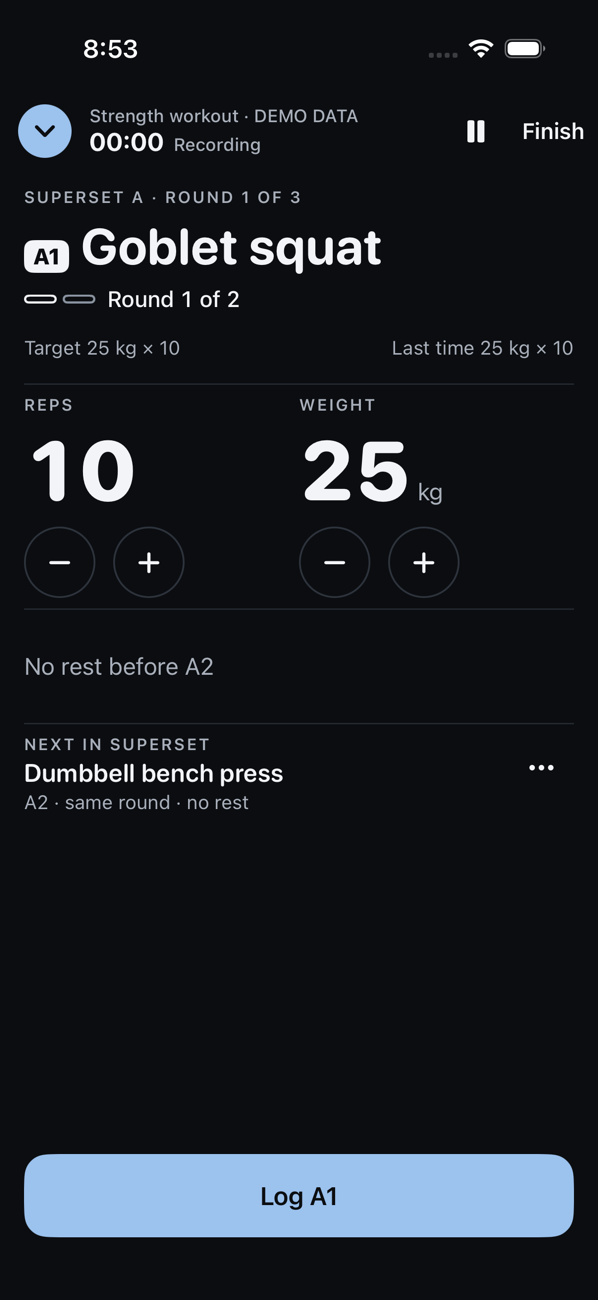 8:53
Strength workout · DEMO DATA
00:00 Recording
Finish
SUPERSET A · ROUND 1 OF 3
A1 Goblet squat
Round 1 of 2
Target 25 kg × 10 Last time 25 kg × 10
REPS WEIGHT
10 25 kg
− + − +
No rest before A2
NEXT IN SUPERSET
Dumbbell bench press
A2 · same round · no rest
Log A1